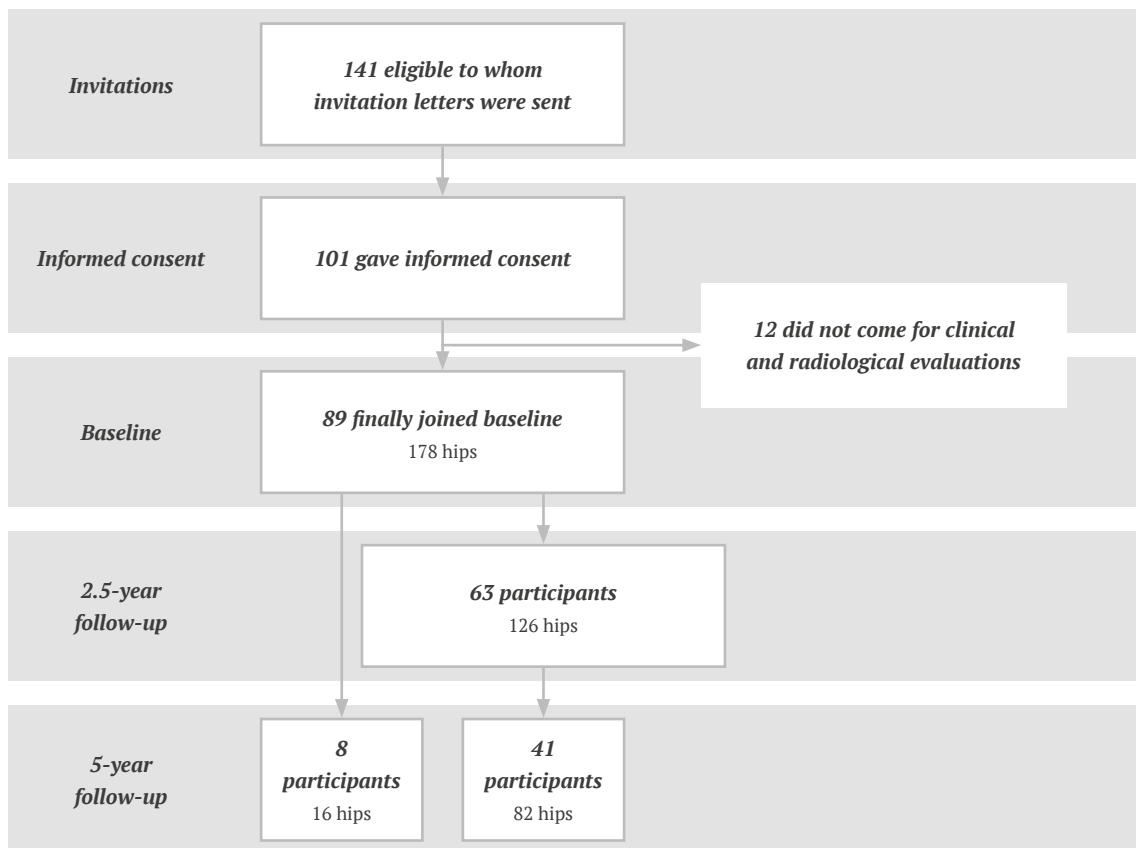 Invitations
141 eligible to whom
invitation letters were sent
Informed consent
101 gave informed consent
12 did not come for clinical
and radiological evaluations
Baseline
89 finally joined baseline
178 hips
2.5-year
follow-up
63 participants
126 hips
5-year
follow-up
8
participants
16 hips
41
participants
82 hips